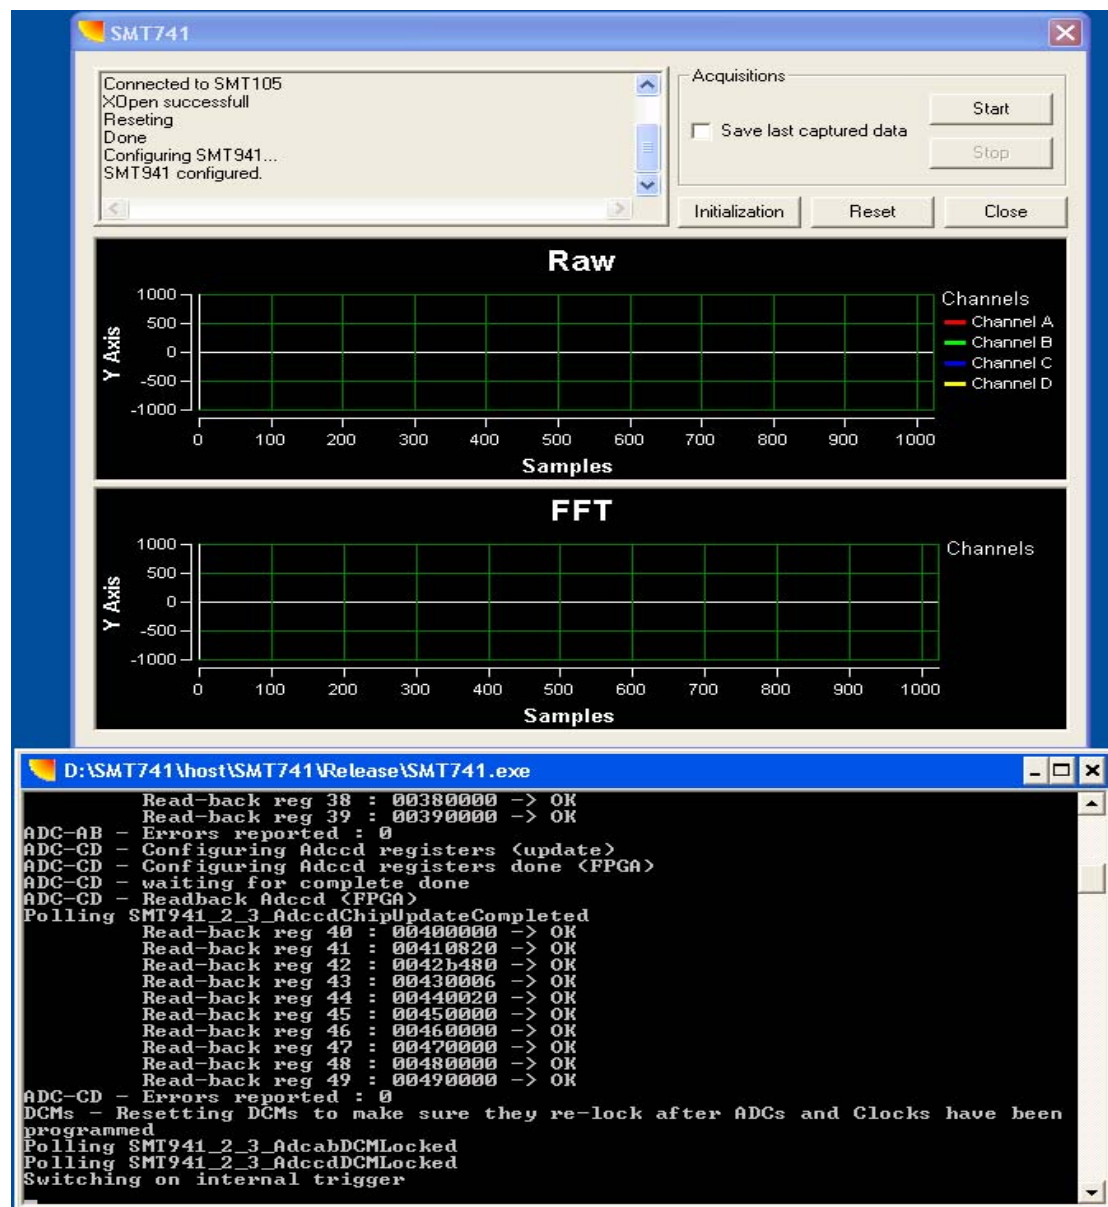 SMT741
Connected to SMT105
XOpen successfull
Reseting
Done
Configuring SMT941...
SMT941 configured.
Acquisitions
Save last captured data
Start
Stop
Initialization
Reset
Close
Raw
Y Axis
1000
500
0
-500
-1000
0 100 200 300 400 500 600 700 800 900 1000
Samples
Channels
Channel A
Channel B
Channel C
Channel D
FFT
Y Axis
1000
500
0
-500
-1000
0 100 200 300 400 500 600 700 800 900 1000
Samples
Channels
D:\SMT741\host\SMT741\Release\SMT741.exe
Read-back reg 38 : 00380000 -> OK
Read-back reg 39 : 00390000 -> OK
ADC-AB - Errors reported : 0
ADC-CD - Configuring Adccd registers (update)
ADC-CD - Configuring Adccd registers done (FPGA)
ADC-CD - waiting for complete done
ADC-CD - Readback Adccd (FPGA)
Polling SMT941_2_3_AdccdChipUpdateCompleted
Read-back reg 40 : 00400000 -> OK
Read-back reg 41 : 00410820 -> OK
Read-back reg 42 : 0042b480 -> OK
Read-back reg 43 : 00430006 -> OK
Read-back reg 44 : 00440020 -> OK
Read-back reg 45 : 00450000 -> OK
Read-back reg 46 : 00460000 -> OK
Read-back reg 47 : 00470000 -> OK
Read-back reg 48 : 00480000 -> OK
Read-back reg 49 : 00490000 -> OK
ADC-CD - Errors reported : 0
DCMs - Resetting DCMs to make sure they re-lock after ADCs and Clocks have been
programmed
Polling SMT941_2_3_AdcabDCMLocked
Polling SMT941_2_3_AdccdDCMLocked
Switching on internal trigger